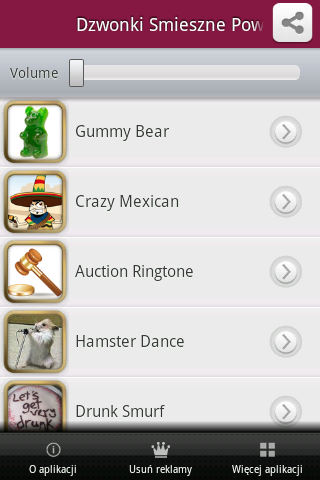 Dzwonki Smieszne Pow
Volume
Gummy Bear
Crazy Mexican
Auction Ringtone
Hamster Dance
Let's
get
very
drunk
Drunk Smurf
O aplikacji
Usuń reklamy
Więcej aplikacji